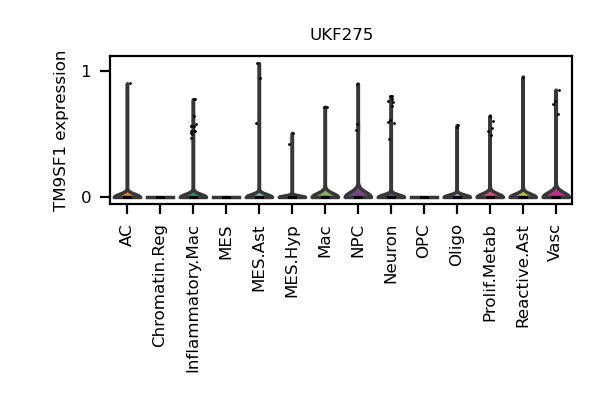 UKF275
TM9SF1 expression
1
0
AC
Chromatin.Reg
Inflammatory.Mac
MES
MES.Ast
MES.Hyp
Mac
NPC
Neuron
OPC
Oligo
Prolif.Metab
Reactive.Ast
Vasc